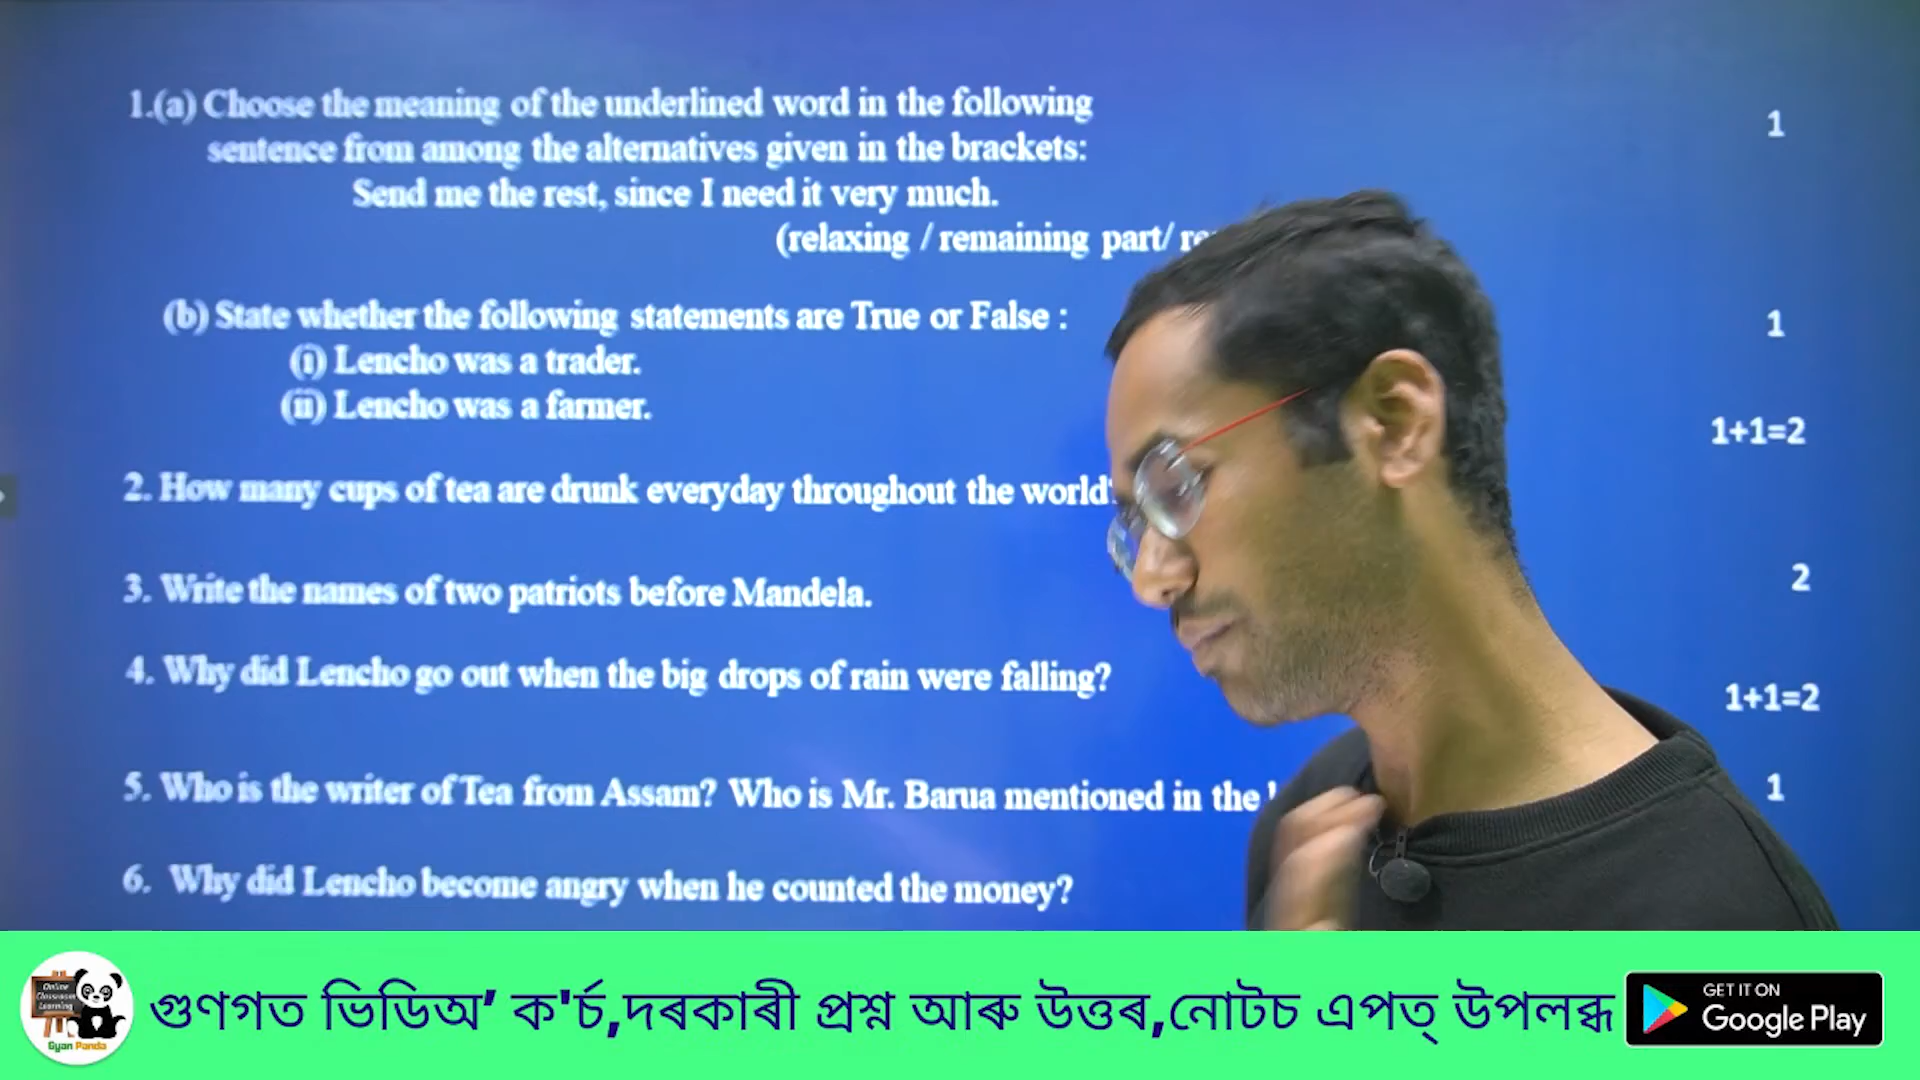 1.(a) Choose the meaning of the underlined word in the following
1
sentence from among the alternatives given in the brackets:
Send me the rest, since I need it very much.
(relaxing / remaining part/
(b) State whether the following statements are True or False :
1
(i) Lencho was a trader.
(ii) Lencho was a farmer.
1+1=2
2. How many cups of tea are drunk everyday throughout the world?
3. Write the names of two patriots before Mandela.
2
4. Why did Lencho go out when the big drops of rain were falling?
1+1=2
5. Who is the writer of Tea from Assam? Who is Mr. Barua mentioned in the
1
6. Why did Lencho become angry when he counted the money?
Online
Classroom
Learning
Gyan Panda
গুণগত ভিডিঅ’ ক'ৰ্চ,দৰকাৰী প্ৰশ্ন আৰু উত্তৰ,নোটচ এপত্ উপলব্ধ
GET IT ON
Google Play